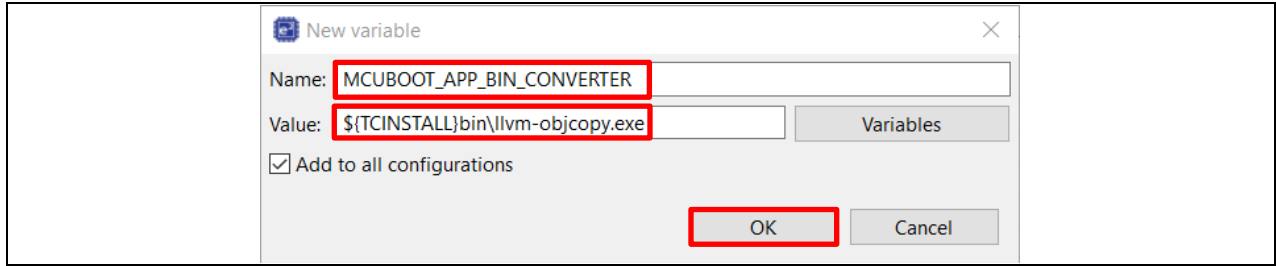 New variable
Name: MCUBOOT_APP_BIN_CONVERTER
Value: ${TCINSTALL}bin\llvm-objcopy.exe Variables
Add to all configurations
OK Cancel